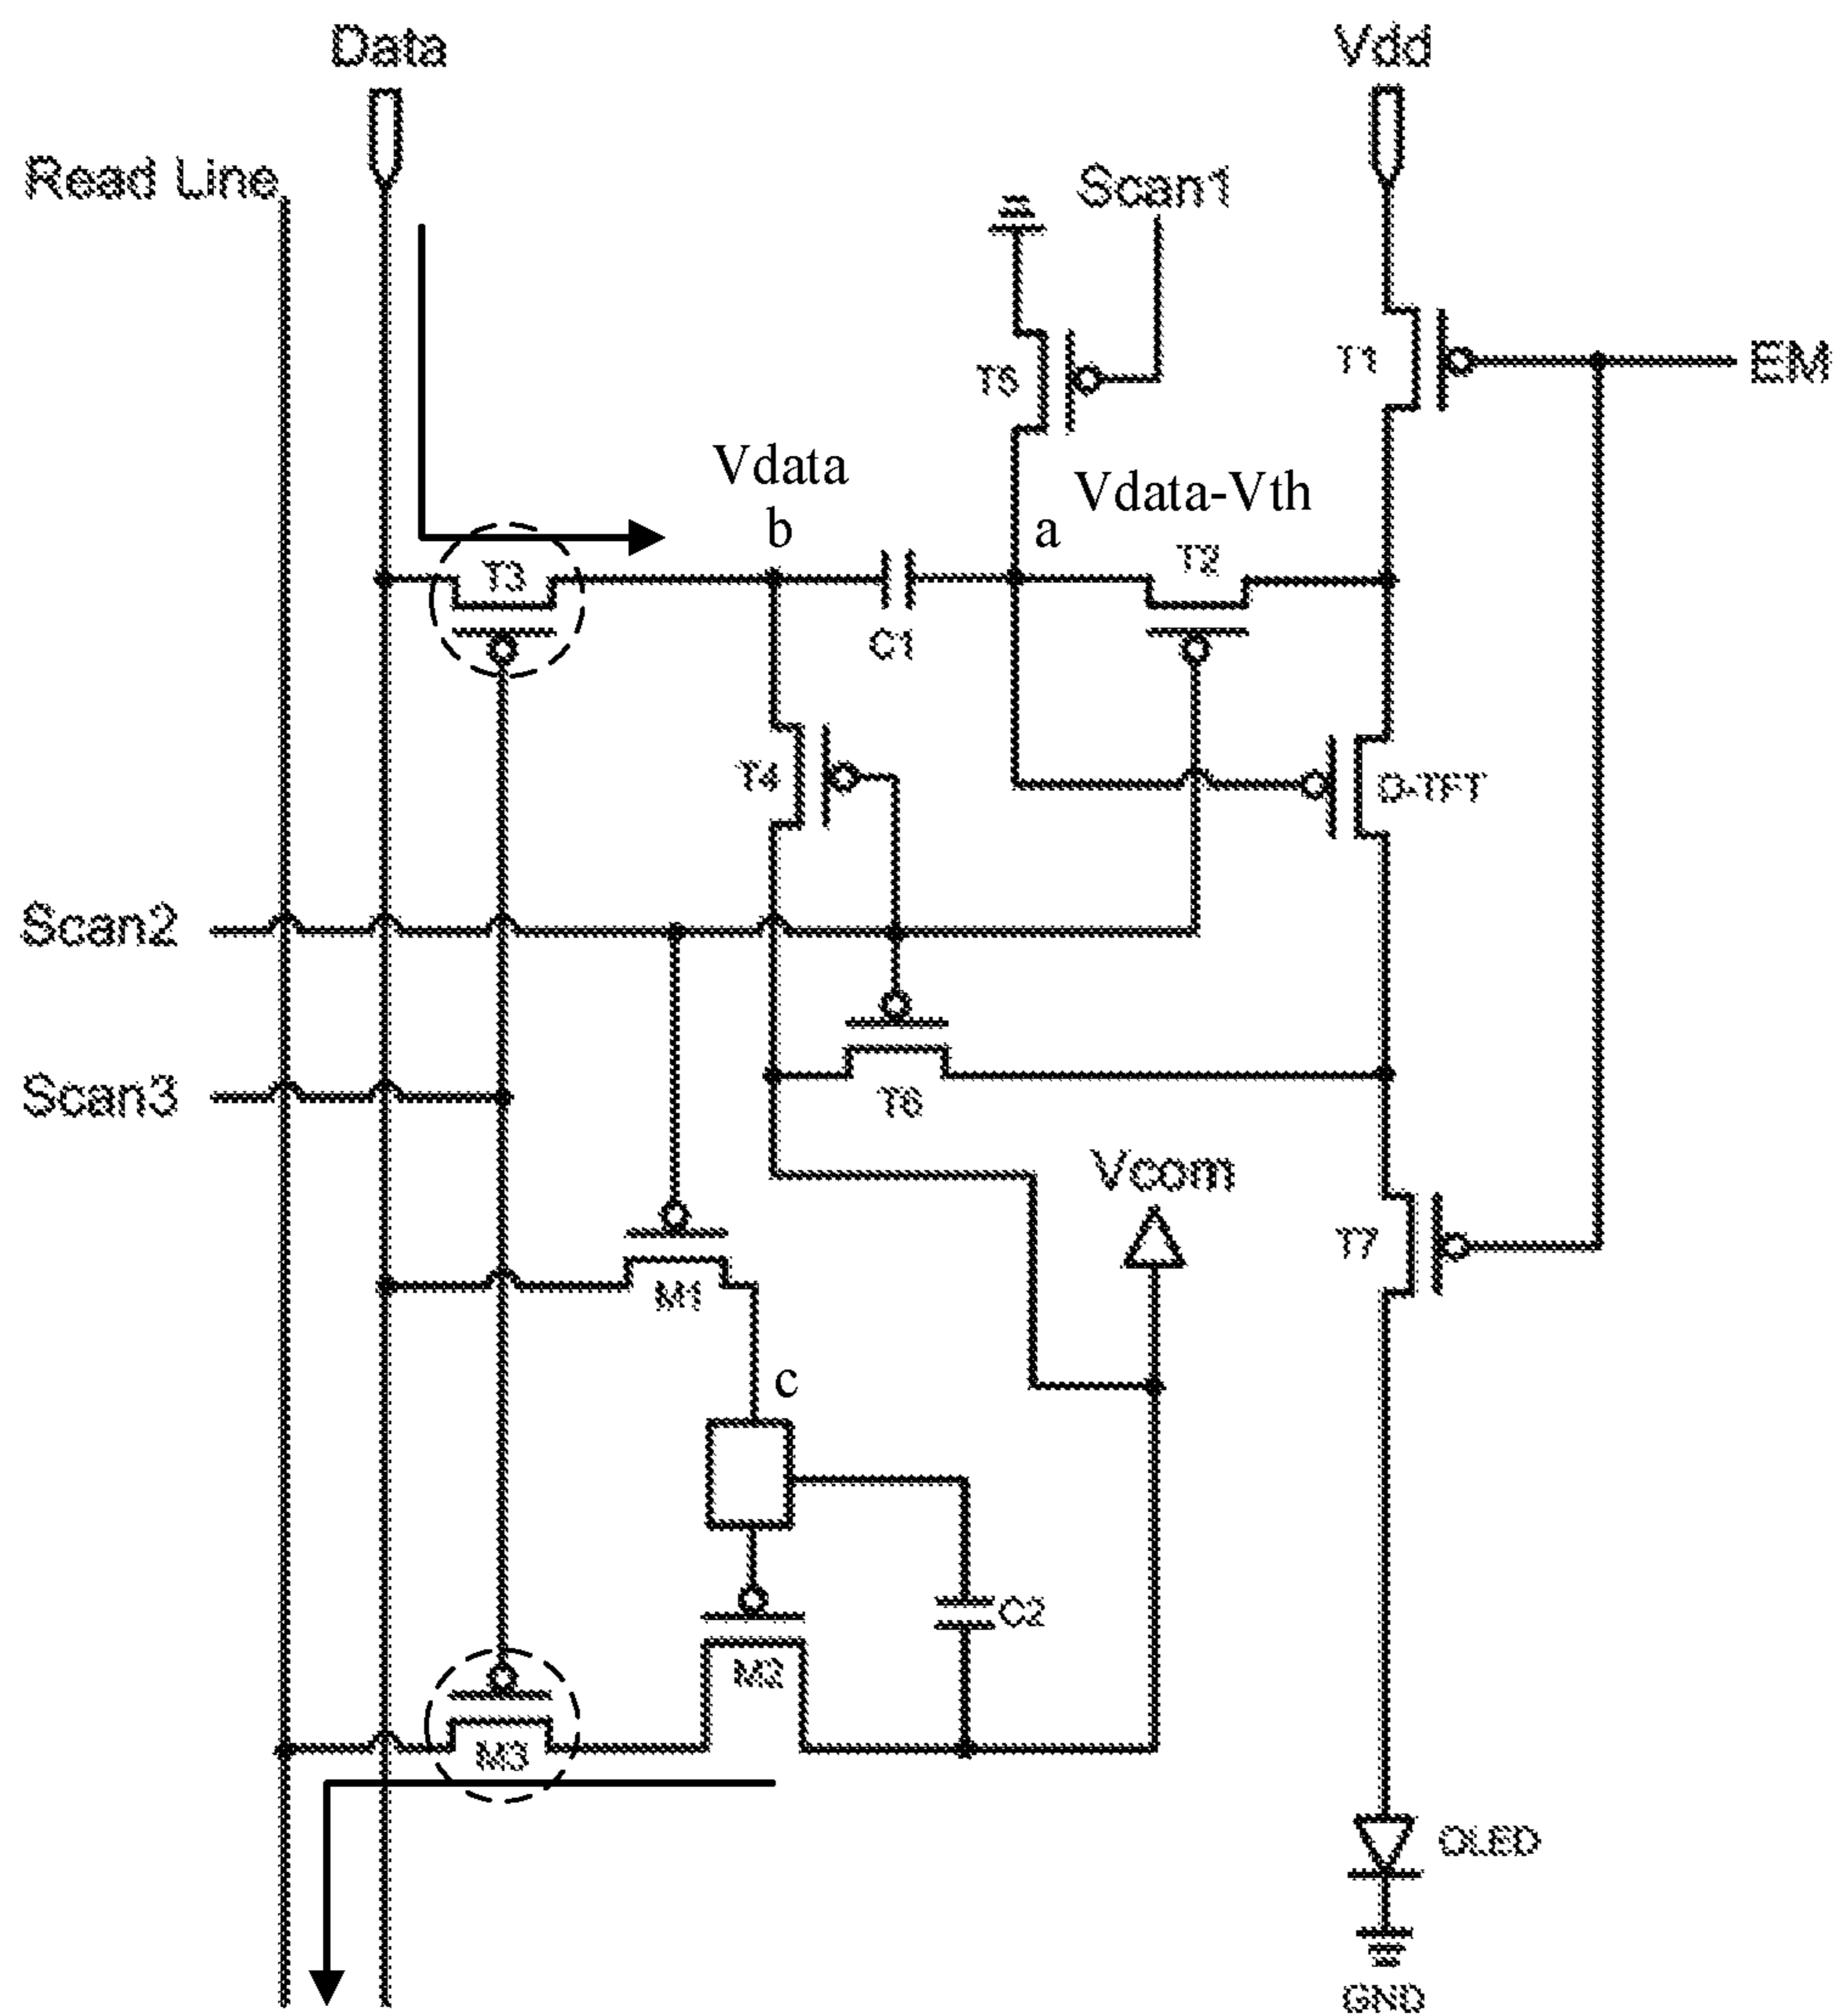 Data
Vdd
Read Line
Scan1
T5
T1
EM
Vdata
Vdata-Vth
b
a
T3
T2
C1
T4
D-TFT
Scan2
Scan3
T6
Vcom
T7
M1
c
C2
M2
M3
OLED
GND